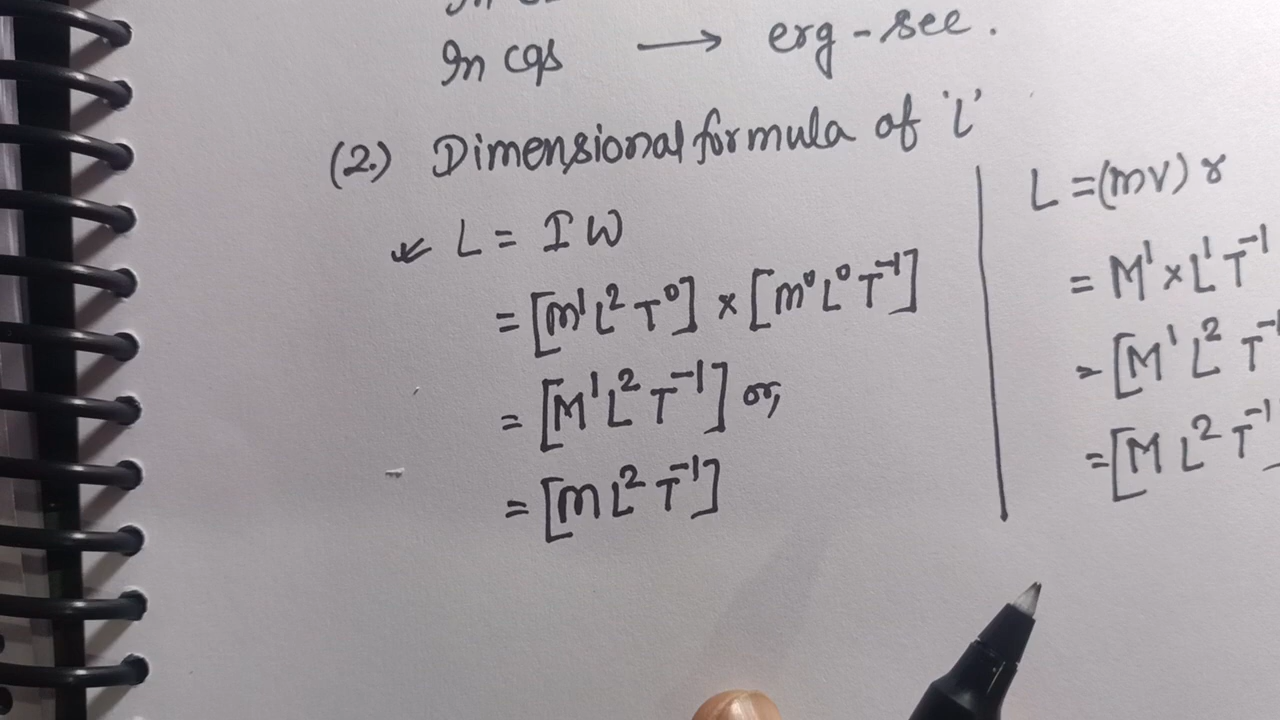 In cgs → erg-sec.
(2.) Dimensional formula of 'L'
L = I W
= [M¹L²T⁰] × [M⁰L⁰T⁻¹]
= [M¹L²T⁻¹] or,
= [ML²T⁻¹]
L = (mv) r
= M¹ × L¹T⁻¹
= [M¹L²T⁻¹
= [ML²T⁻¹]